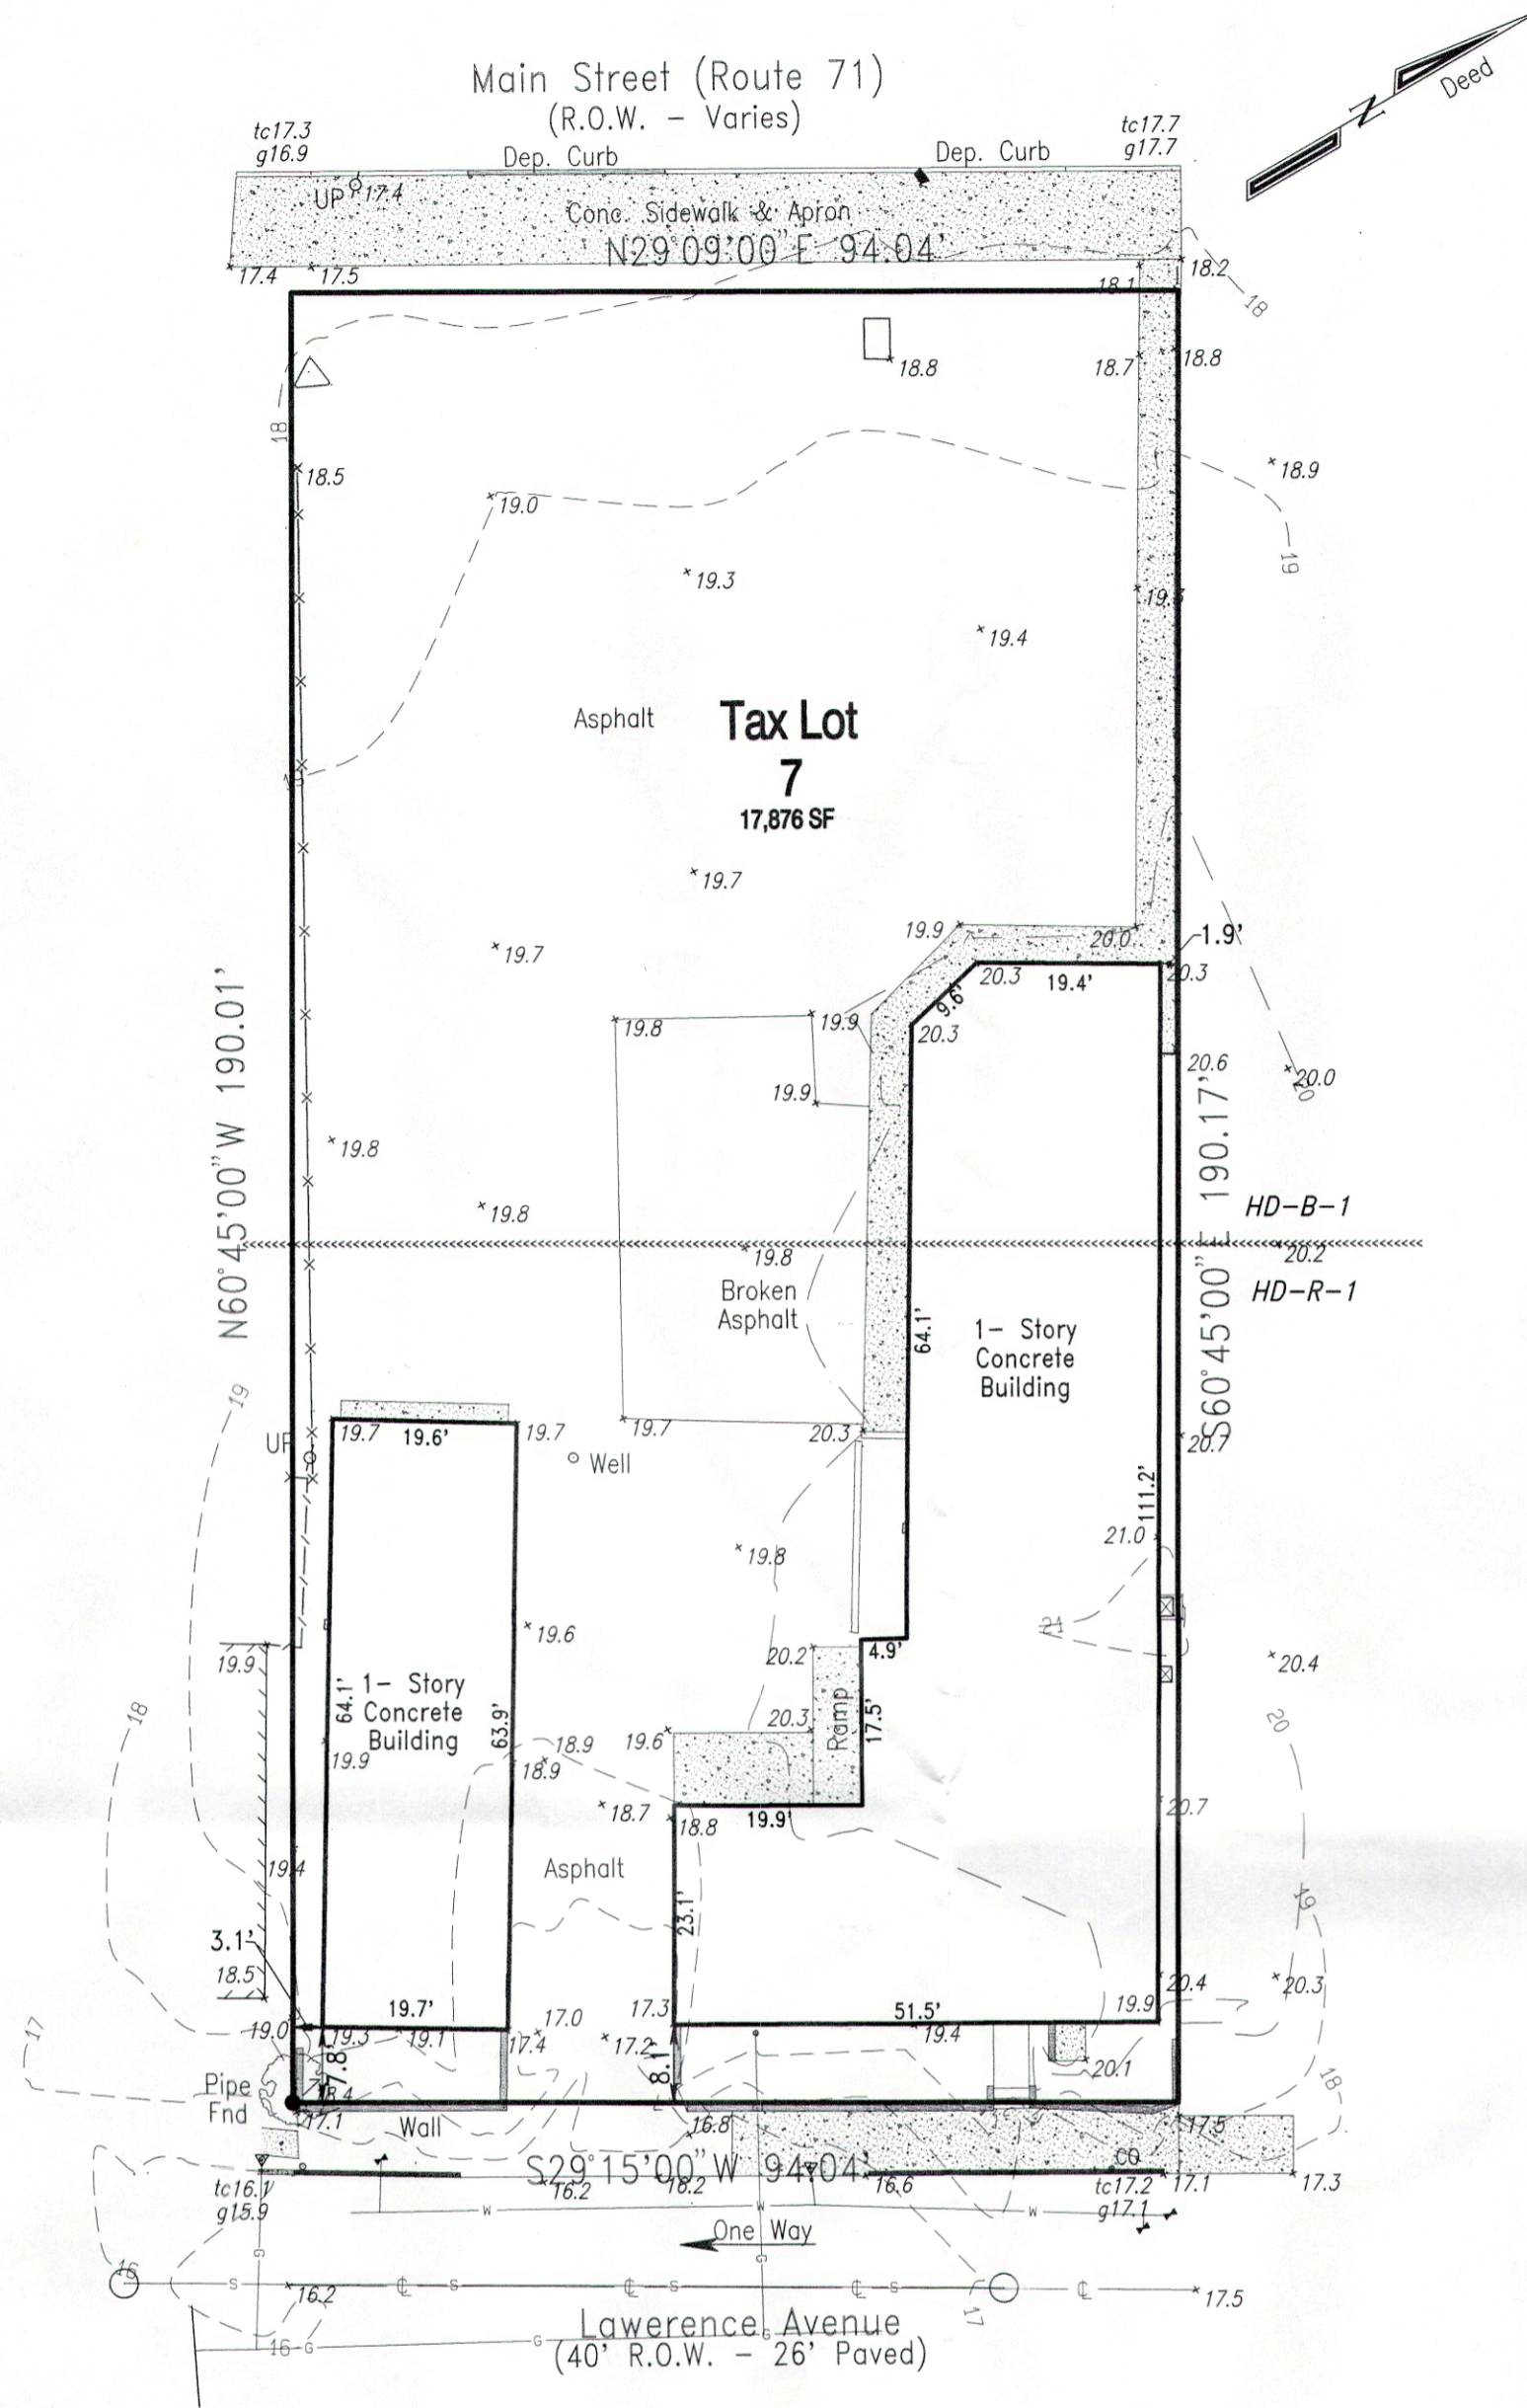 Main Street (Route 71)
(R.O.W. - Varies)
Deed
N
tc17.3
g16.9
Dep. Curb
Dep. Curb
tc17.7
g17.7
UP
17.4
Conc. Sidewalk & Apron
N29°09'00"E 94.04'
17.4
17.5
18.1
18.2
18
18.8
18.7
18.8
18
18.5
18.9
19.0
19
19.3
19.4
Asphalt
Tax Lot
7
17,876 SF
19.7
19.7
19.9
20.0
1.9'
20.3
19.4'
20.3
9.6'
19.8
19.9
20.3
20.6
20.0
20
19.9
N60°45'00"W 190.01'
S60°45'00"E 190.17'
19.8
19.8
HD-B-1
19.8
20.2
HD-R-1
Broken
Asphalt
64.1'
1- Story
Concrete
Building
19
19.7
19.6'
19.7
19.7
20.3
20.7
Well
111.2'
21.0
19.8
19.6
21
19.9
20.2
4.9'
20.4
64.1'
1- Story
Concrete
Building
63.9'
Ramp
17.5'
18
20.3
19.6
20
19.9
18.9
18.9
18.7
18.8
19.9'
20.7
19.4
Asphalt
23.1'
19
3.1'
18.5
20.4
20.3
19.7'
17.3
51.5'
19.9
17.0
19.0
19.3
19.1
17.4
17.2
19.4
17
7.8'
8.1'
20.1
18
Pipe
Fnd
18.4
17.1
Wall
16.8
17.5
S29°15'00"W 94.04'
CO
tc16.1
g15.9
16.2
16.2
16.6
tc17.2
g17.1
17.1
17.3
W
W
W
One Way
G
G
16
S
S
S
S
16.2
17.5
17
Lawerence Avenue
(40' R.O.W. - 26' Paved)
16
G
G
G